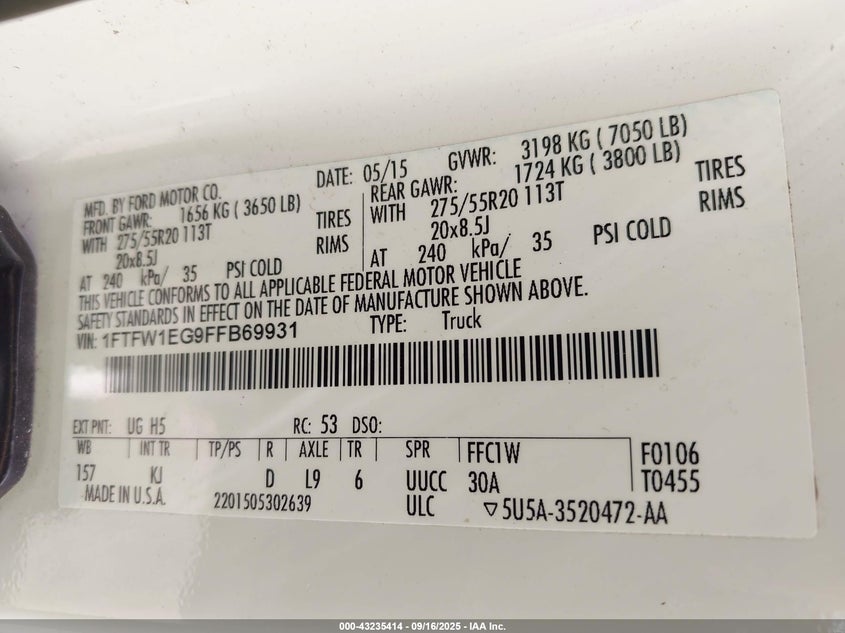 MFD. BY FORD MOTOR CO.
DATE: 05/15 GVWR: 3198 KG ( 7050 LB)
FRONT GAWR: 1656 KG ( 3650 LB)
REAR GAWR: 1724 KG ( 3800 LB)
WITH 275/55R20 113T TIRES
WITH 275/55R20 113T TIRES
20x8.5J RIMS
20x8.5J RIMS
AT 240 kPa/ 35 PSI COLD
AT 240 kPa/ 35 PSI COLD
THIS VEHICLE CONFORMS TO ALL APPLICABLE FEDERAL MOTOR VEHICLE
SAFETY STANDARDS IN EFFECT ON THE DATE OF MANUFACTURE SHOWN ABOVE.
VIN: 1FTFW1EG9FFB69931 TYPE: Truck
EXT PNT: UG H5 RC: 53 DSO:
WB INT TR TP/PS R AXLE TR SPR FFC1W F0106
157 KJ D L9 6 UUCC 30A T0455
MADE IN U.S.A. 2201505302639 ULC ▽5U5A-3520472-AA
000-43235414 - 09/16/2025 - IAA Inc.